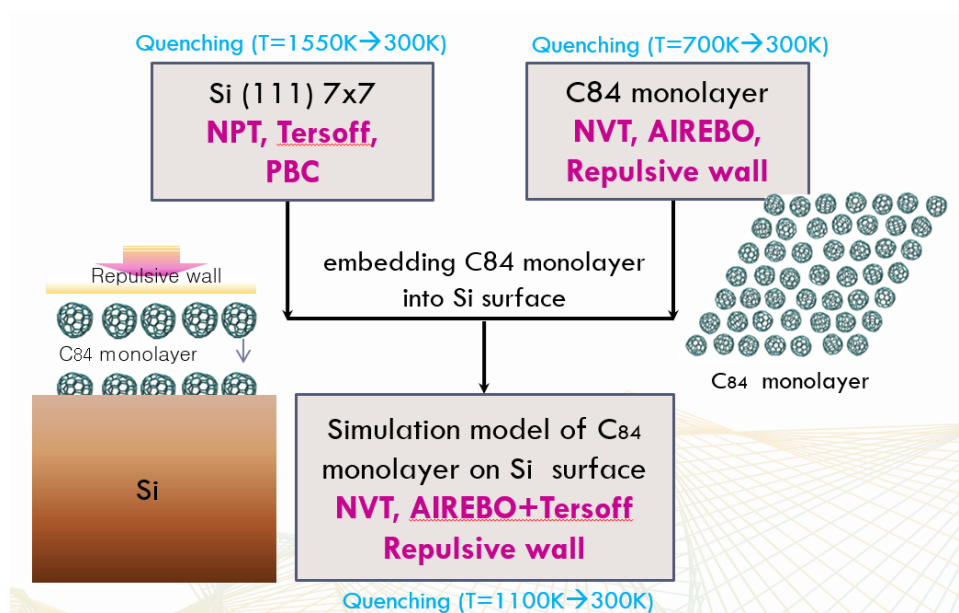 Quenching (T=1550K→300K)
Quenching (T=700K→300K)
Si (111) 7x7
NPT, Tersoff,
PBC
C84 monolayer
NVT, AIREBO,
Repulsive wall
Repulsive wall
C84 monolayer
Si
embedding C84 monolayer
into Si surface
C84 monolayer
Simulation model of C84
monolayer on Si surface
NVT, AIREBO+Tersoff
Repulsive wall
Quenching (T=1100K→300K)